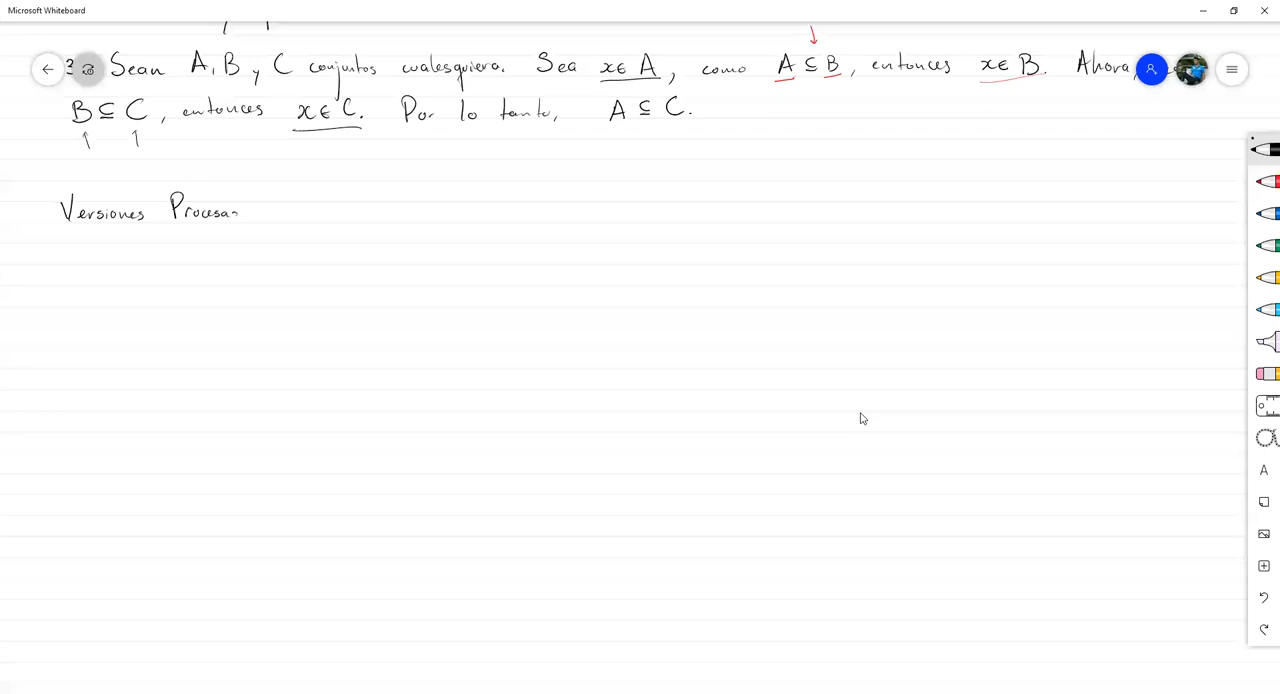 Microsoft Whiteboard
Sean A, B y C conjuntos cualesquiera. Sea x ∈ A, como A ⊆ B, entonces x ∈ B. Ahora,
B ⊆ C, entonces x ∈ C. Por lo tanto, A ⊆ C.
Versiones Procesa
A